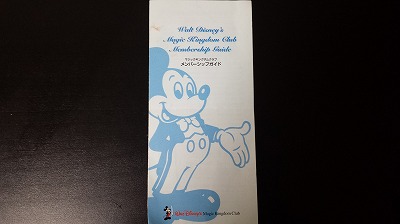 Walt Disney's
Magic Kingdom Club
Membership Guide
マジックキングダムクラブ
メンバーシップガイド
Walt Disney's Magic Kingdom Club